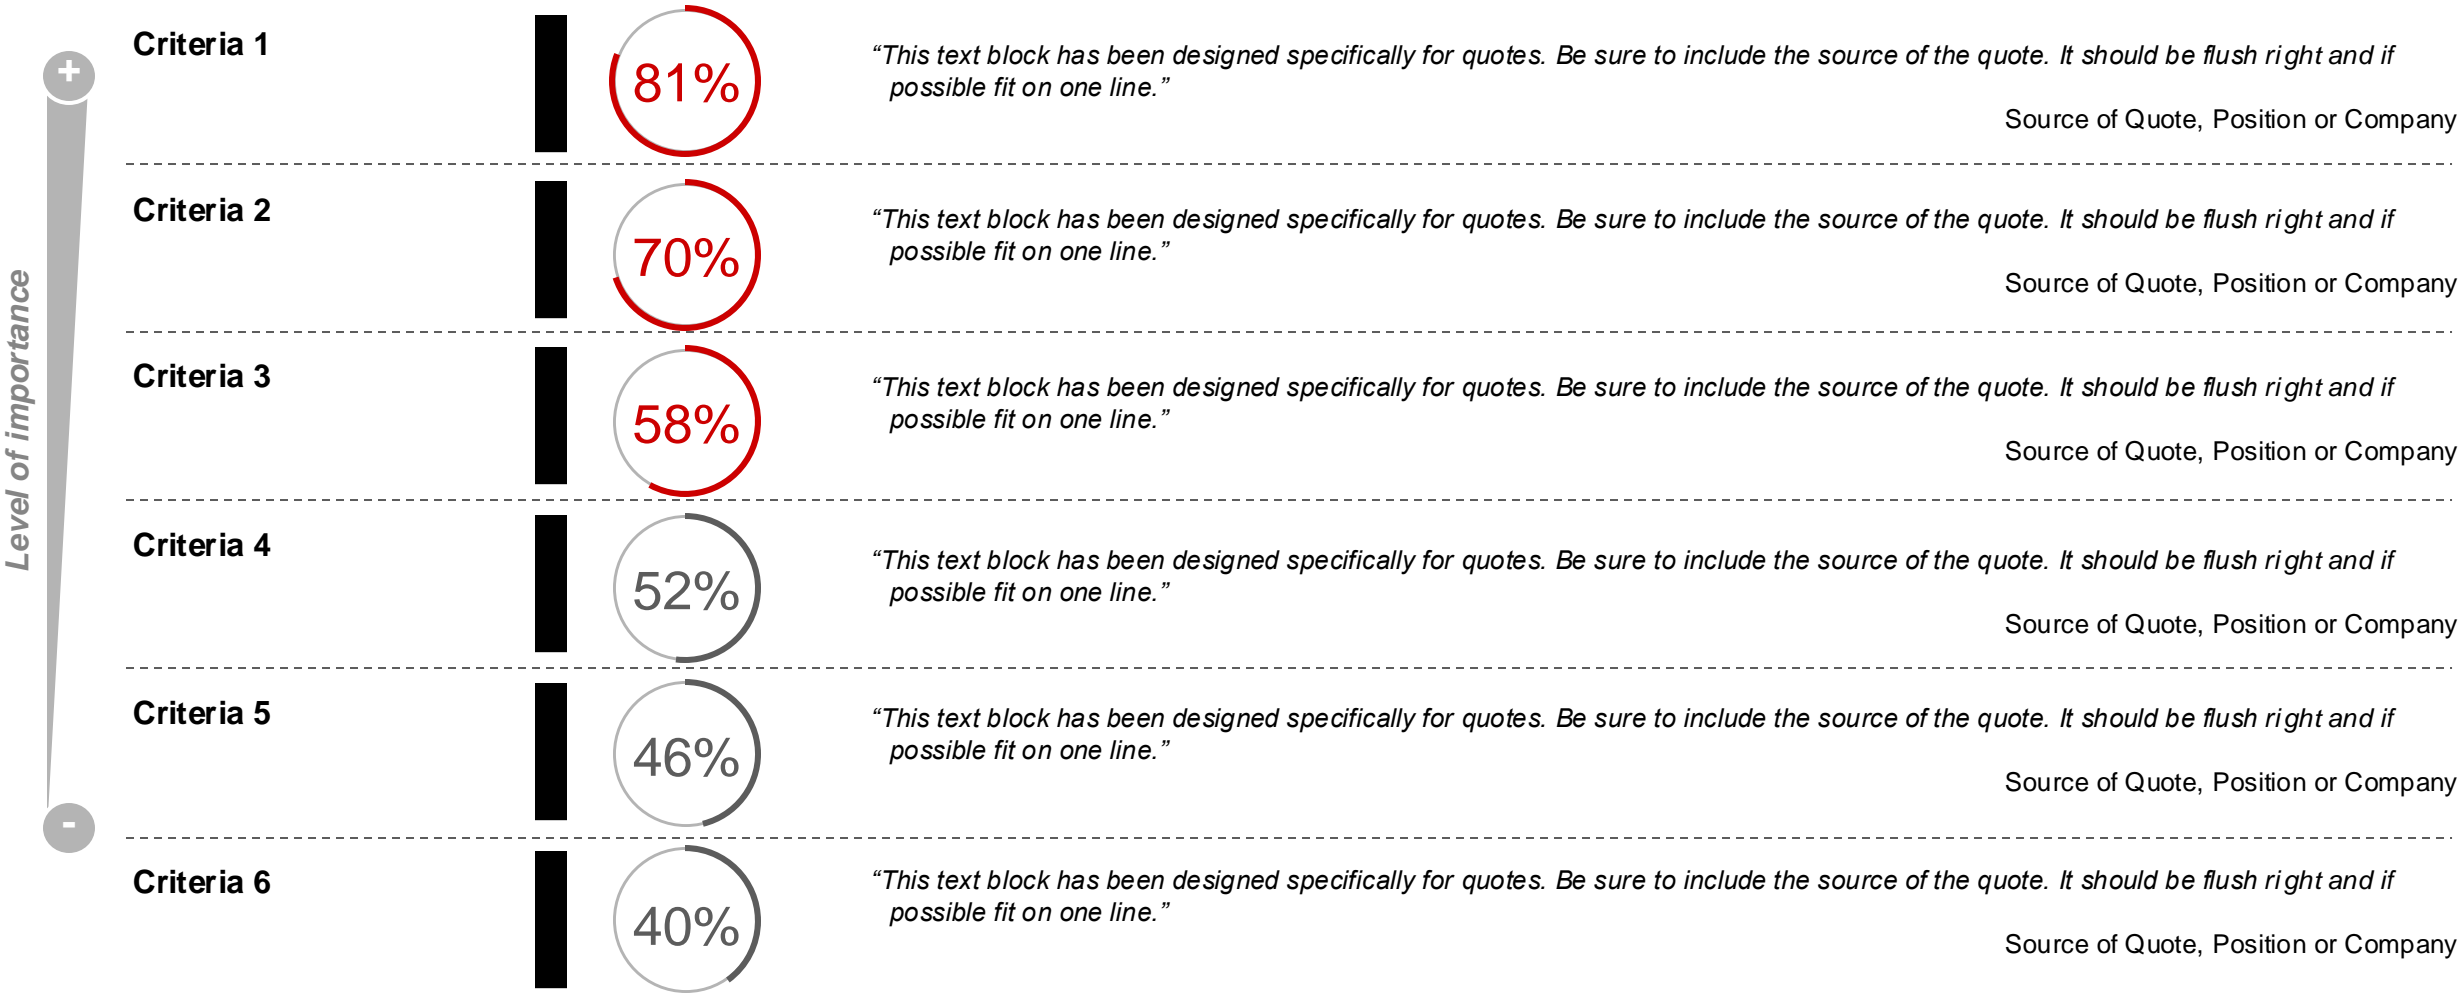 Level of importance
+
-
Criteria 1
81%
“This text block has been designed specifically for quotes. Be sure to include the source of the quote. It should be flush right and if
possible fit on one line.”
Source of Quote, Position or Company
Criteria 2
70%
“This text block has been designed specifically for quotes. Be sure to include the source of the quote. It should be flush right and if
possible fit on one line.”
Source of Quote, Position or Company
Criteria 3
58%
“This text block has been designed specifically for quotes. Be sure to include the source of the quote. It should be flush right and if
possible fit on one line.”
Source of Quote, Position or Company
Criteria 4
52%
“This text block has been designed specifically for quotes. Be sure to include the source of the quote. It should be flush right and if
possible fit on one line.”
Source of Quote, Position or Company
Criteria 5
46%
“This text block has been designed specifically for quotes. Be sure to include the source of the quote. It should be flush right and if
possible fit on one line.”
Source of Quote, Position or Company
Criteria 6
40%
“This text block has been designed specifically for quotes. Be sure to include the source of the quote. It should be flush right and if
possible fit on one line.”
Source of Quote, Position or Company